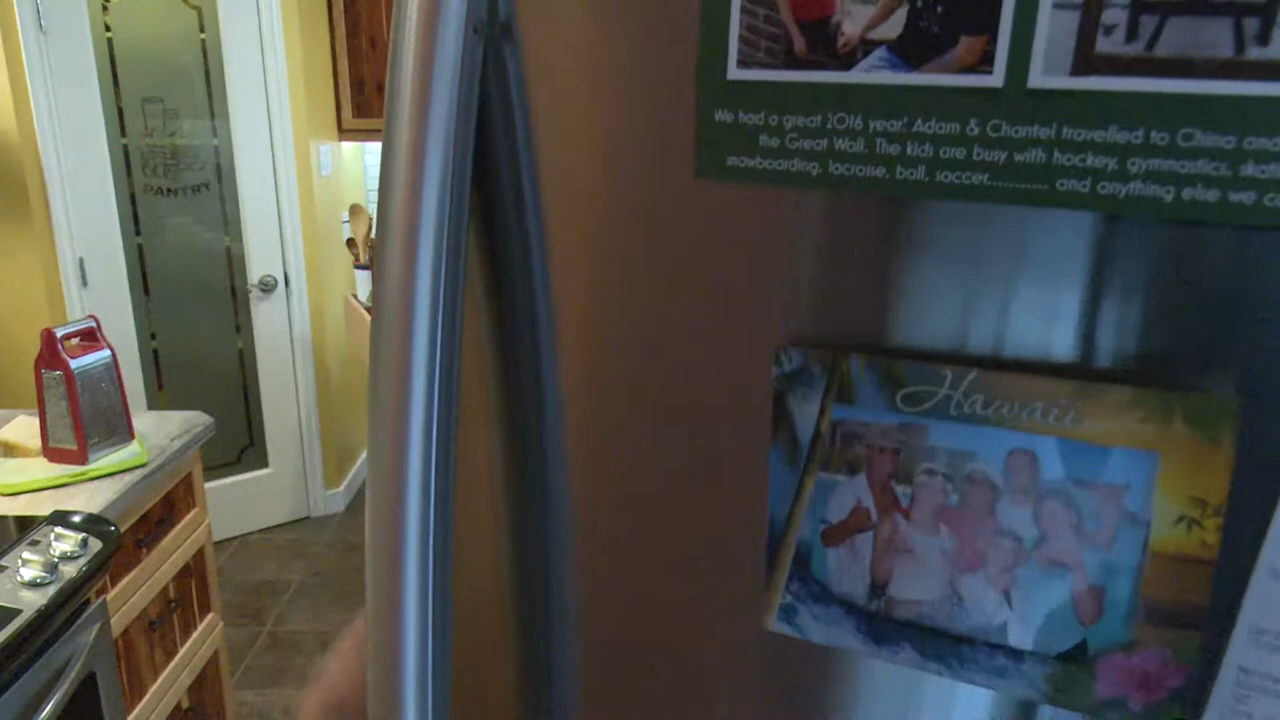 PANTRY
We had a great 2016 year! Adam & Chantel travelled to China and
the Great Wall. The kids are busy with hockey, gymnastics,
snowboarding, lacrosse, ball, soccer.......... and anything else we
Hawaii